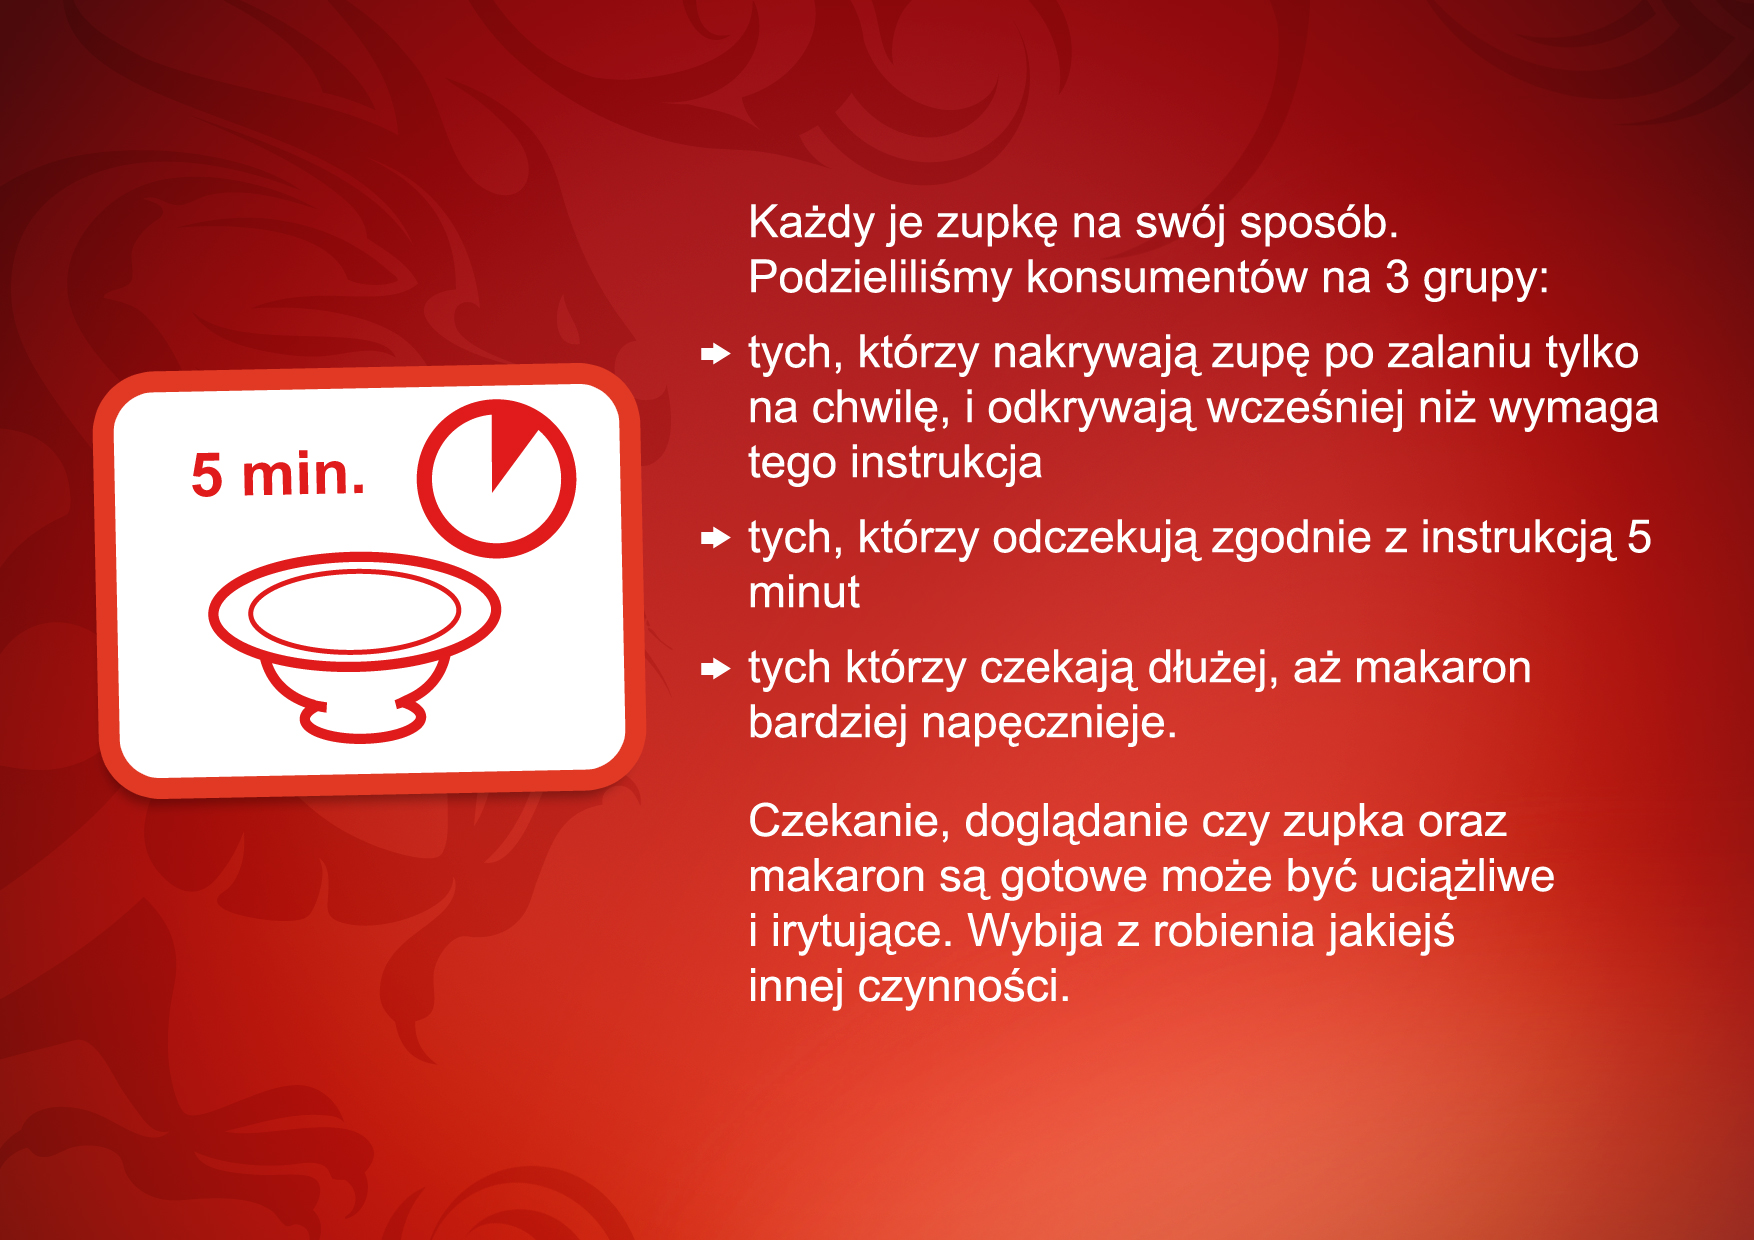 5 min.
Każdy je zupkę na swój sposób.
Podzieliliśmy konsumentów na 3 grupy:
tych, którzy nakrywają zupę po zalaniu tylko
na chwilę, i odkrywają wcześniej niż wymaga
tego instrukcja
tych, którzy odczekują zgodnie z instrukcją 5
minut
tych którzy czekają dłużej, aż makaron
bardziej napęcznieje.
Czekanie, doglądanie czy zupka oraz
makaron są gotowe może być uciążliwe
i irytujące. Wybija z robienia jakiejś
innej czynności.